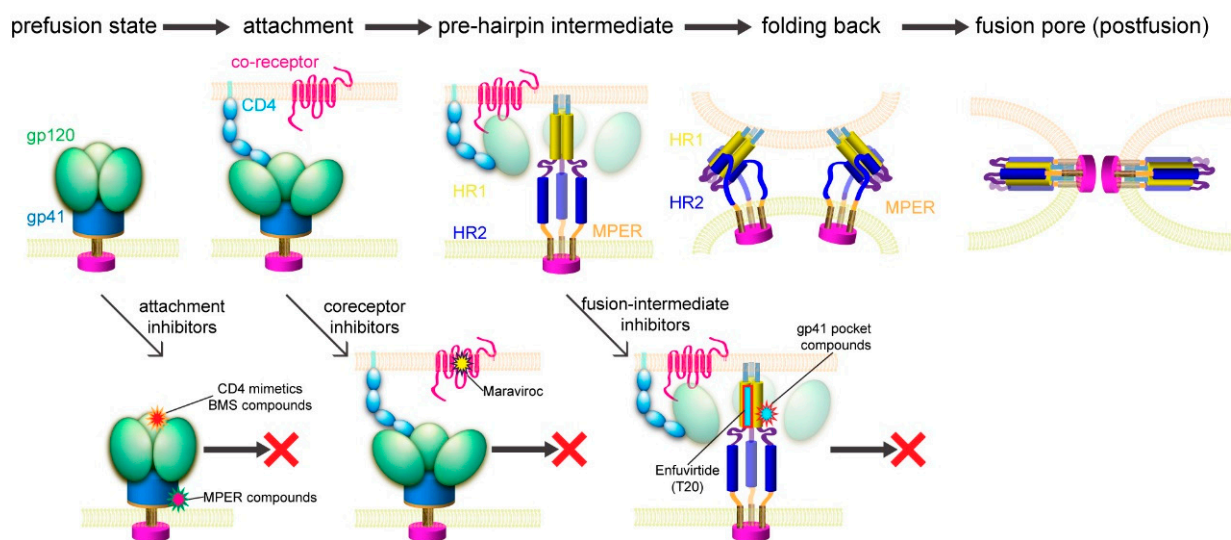 prefusion state
attachment
pre-hairpin intermediate
folding back
fusion pore (postfusion)
co-receptor
CD4
gp120
gp41
HR1
HR2
MPER
HR1
HR2
MPER
attachment
inhibitors
coreceptor
inhibitors
fusion-intermediate
inhibitors
gp41 pocket
compounds
CD4 mimetics
BMS compounds
MPER compounds
Maraviroc
Enfuvirtide
(T20)